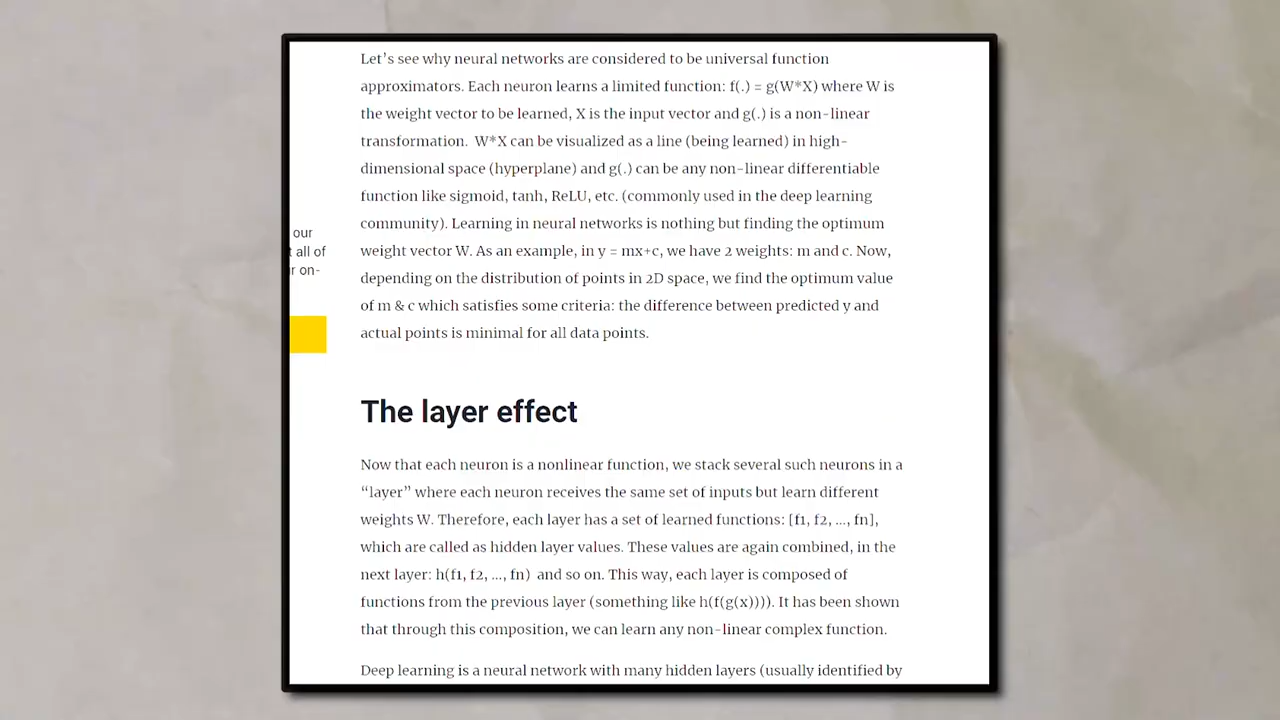 Let's see why neural networks are considered to be universal function
approximators. Each neuron learns a limited function: f(.) = g(W*X) where W is
the weight vector to be learned, X is the input vector and g(.) is a non-linear
transformation.  W*X can be visualized as a line (being learned) in high-
dimensional space (hyperplane) and g(.) can be any non-linear differentiable
function like sigmoid, tanh, ReLU, etc. (commonly used in the deep learning
community). Learning in neural networks is nothing but finding the optimum
weight vector W. As an example, in y = mx+c, we have 2 weights: m and c. Now,
depending on the distribution of points in 2D space, we find the optimum value
of m & c which satisfies some criteria: the difference between predicted y and
actual points is minimal for all data points.
our
all of
on-
The layer effect
Now that each neuron is a nonlinear function, we stack several such neurons in a
“layer” where each neuron receives the same set of inputs but learn different
weights W. Therefore, each layer has a set of learned functions: [f1, f2, …, fn],
which are called as hidden layer values. These values are again combined, in the
next layer: h(f1, f2, …, fn)  and so on. This way, each layer is composed of
functions from the previous layer (something like h(f(g(x)))). It has been shown
that through this composition, we can learn any non-linear complex function.
Deep learning is a neural network with many hidden layers (usually identified by